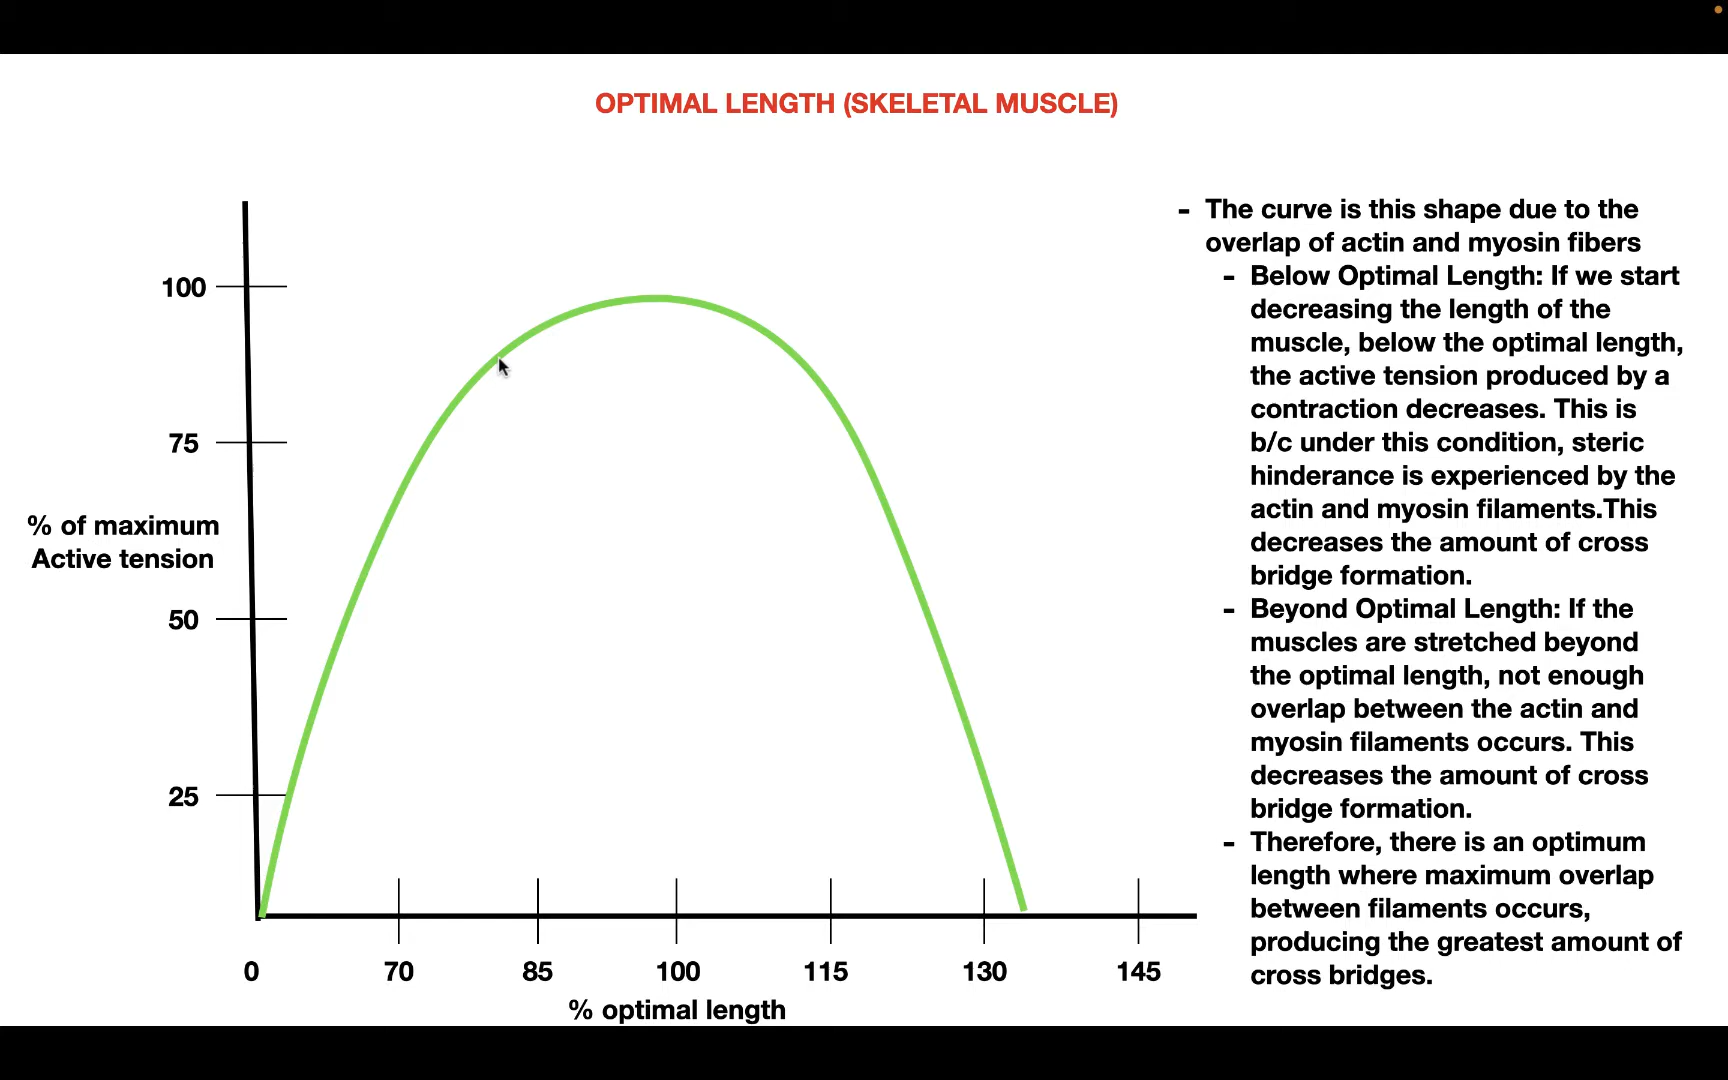 OPTIMAL LENGTH (SKELETAL MUSCLE)
100
75
% of maximum
Active tension
50
25
0 70 85 100 115 130 145
% optimal length
- The curve is this shape due to the
overlap of actin and myosin fibers
- Below Optimal Length: If we start
decreasing the length of the
muscle, below the optimal length,
the active tension produced by a
contraction decreases. This is
b/c under this condition, steric
hinderance is experienced by the
actin and myosin filaments.This
decreases the amount of cross
bridge formation.
- Beyond Optimal Length: If the
muscles are stretched beyond
the optimal length, not enough
overlap between the actin and
myosin filaments occurs. This
decreases the amount of cross
bridge formation.
- Therefore, there is an optimum
length where maximum overlap
between filaments occurs,
producing the greatest amount of
cross bridges.